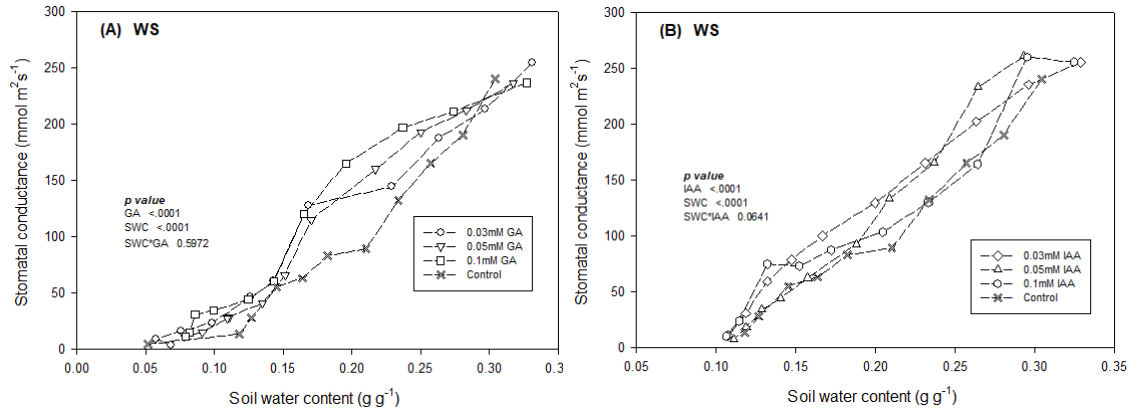 (A) WS
Stomatal conductance (mmol m²s⁻¹)
300
250
200
150
100
50
0
p value
GA <.0001
SWC <.0001
SWC*GA 0.5972
0.03mM GA
0.05mM GA
0.1mM GA
Control
0.00 0.05 0.10 0.15 0.20 0.25 0.30 0.35
Soil water content (g g⁻¹)
(B) WS
Stomatal conductance (mmol m²s⁻¹)
300
250
200
150
100
50
0
p value
IAA <.0001
SWC <.0001
SWC*IAA 0.0641
0.03mM IAA
0.05mM IAA
0.1mM IAA
Control
0.05 0.10 0.15 0.20 0.25 0.30 0.35
Soil water content (g g⁻¹)